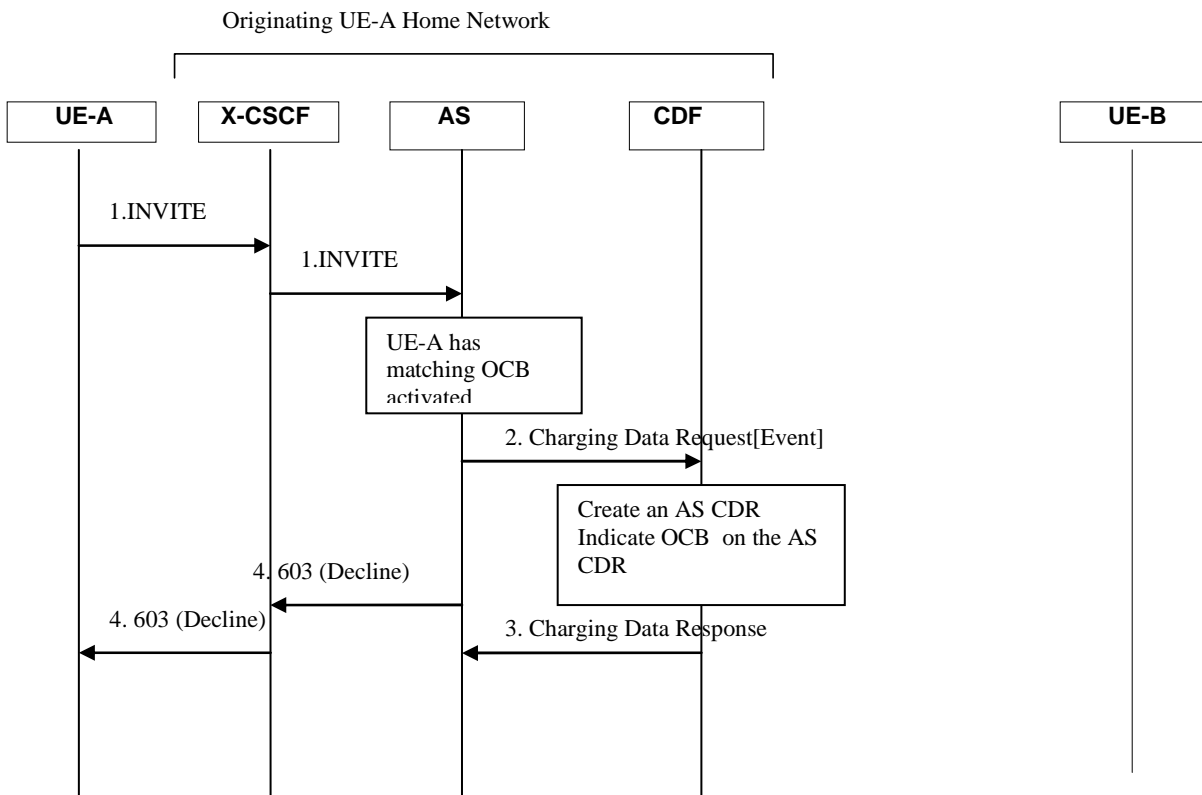 Originating UE-A Home Network
UE-A
X-CSCF
AS
CDF
UE-B
1.INVITE
1.INVITE
UE-A has
matching OCB
activated
2. Charging Data Request[Event]
Create an AS CDR
Indicate OCB on the AS
CDR
4. 603 (Decline)
4. 603 (Decline)
3. Charging Data Response